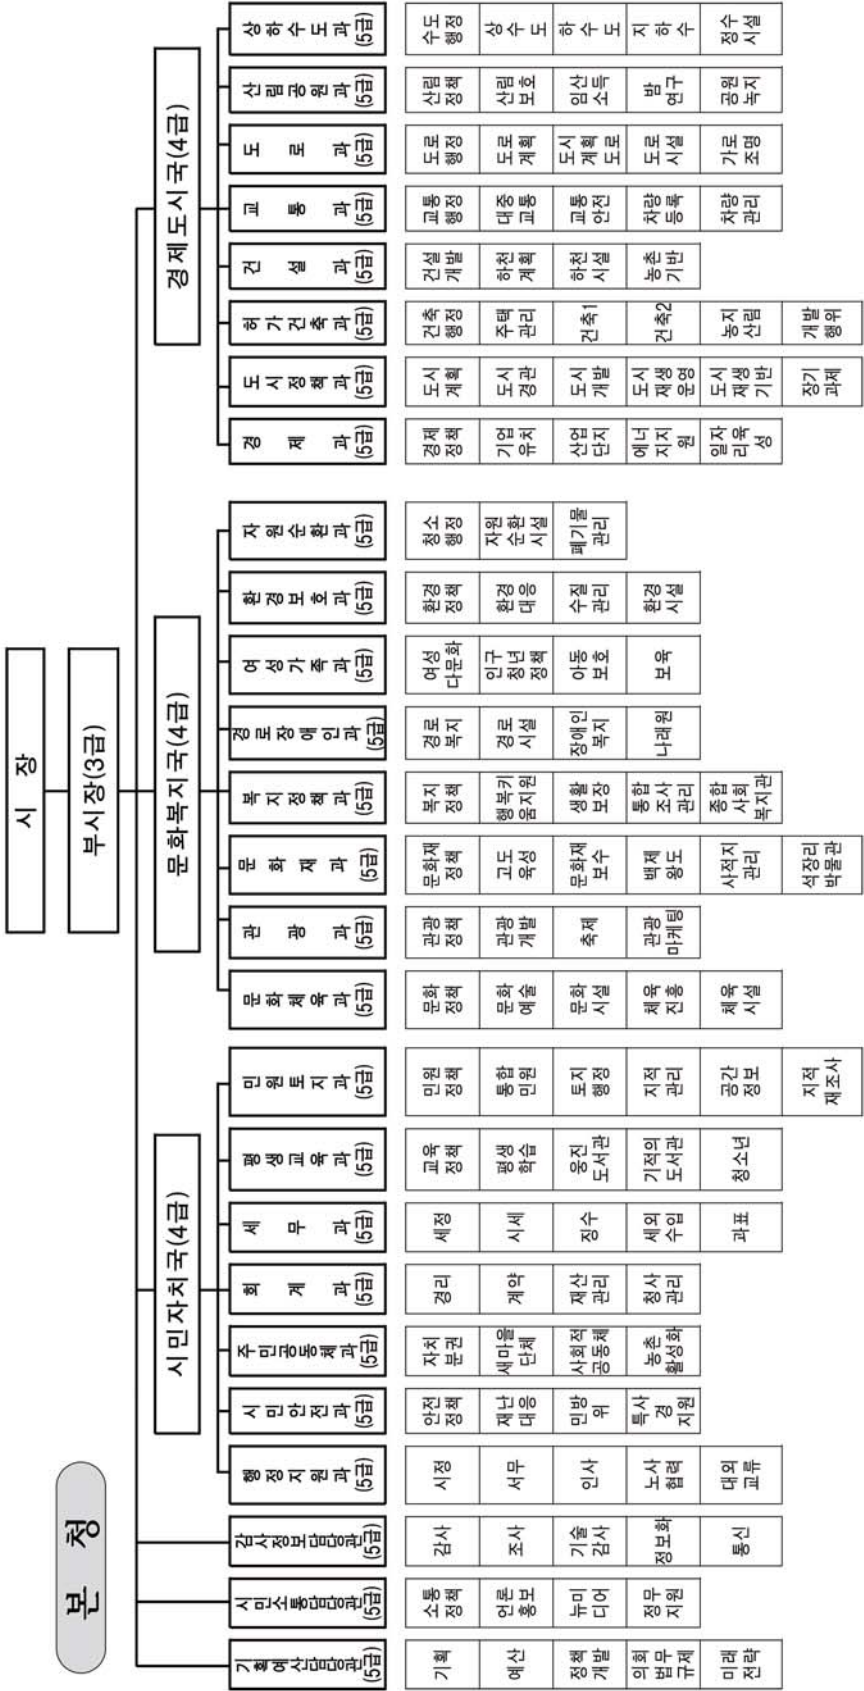 본 청
시 장
부시장(3급)
시민자치국(4급)
문화복지국(4급)
경제도시국(4급)
기획예산담당관
(5급)
기획
예산
정책
개발
의회
법무
규제
미래
전략
시민소통담당관
(5급)
소통
정책
언론
홍보
뉴미
디어
정무
지원
감사정보담당관
(5급)
감사
조사
기술
감사
정보화
통신
행정지원과
(5급)
시정
서무
인사
노사
협력
대외
교류
시민안전과
(5급)
안전
정책
재난
대응
민방
위
특사
경
지원
주민공동체과
(5급)
자치
분권
새마을
단체
사회적
공동체
농촌
활성화
회 계 과
(5급)
경리
계약
재산
관리
청사
관리
세 무 과
(5급)
세정
시세
징수
세외
수입
과표
평생교육과
(5급)
교육
정책
평생
학습
웅진
도서관
기적의
도서관
청소년
민원토지과
(5급)
민원
정책
통합
민원
토지
행정
지적
관리
공간
정보
지적
재조사
문화체육과
(5급)
문화
정책
문화
예술
문화
시설
체육
진흥
체육
시설
관 광 과
(5급)
관광
정책
관광
개발
축제
관광
마케팅
문 화 재 과
(5급)
문화재
정책
고도
육성
문화재
보수
백제
왕도
사적지
관리
석장리
박물관
복지정책과
(5급)
복지
정책
행복키
움지원
생활
보장
통합
조사
관리
종합
사회
복지관
경로장애인과
(5급)
경로
복지
경로
시설
장애인
복지
나래원
여성가족과
(5급)
여성
다문화
인구
청년
정책
아동
보호
보육
환경보호과
(5급)
환경
정책
환경
대응
수질
관리
환경
시설
자원순환과
(5급)
청소
행정
자원
순환
시설
폐기물
관리
경 제 과
(5급)
경제
정책
기업
유치
산업
단지
에너
지지
원
일자
리육
성
도시정책과
(5급)
도시
계획
도시
경관
도시
개발
도시
재생
운영
도시
재생
기반
장기
과제
허가건축과
(5급)
건축
행정
주택
관리
건축1
건축2
농지
산림
개발
행위
건 설 과
(5급)
건설
개발
하천
계획
하천
시설
농촌
기반
교 통 과
(5급)
교통
행정
대중
교통
교통
안전
차량
등록
차량
관리
도 로 과
(5급)
도로
행정
도로
계획
도시
계획
도로
도로
시설
가로
조명
산림공원과
(5급)
산림
정책
산림
보호
임산
소득
밤
연구
공원
녹지
상하수도과
(5급)
수도
행정
상수
도
하수
도
지하
수
정수
시설